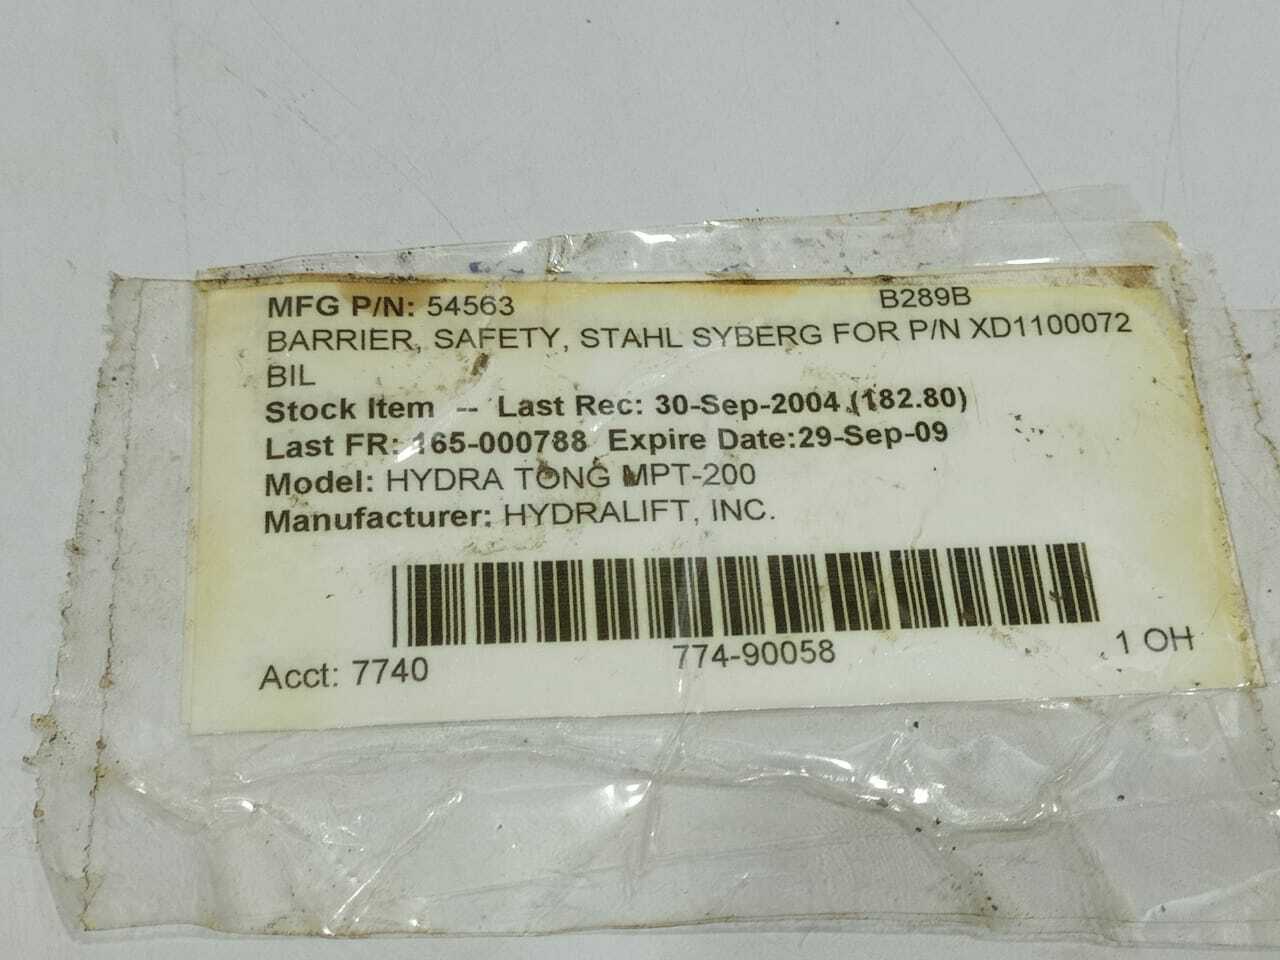 MFG P/N: 54563 B289B
BARRIER, SAFETY, STAHL SYBERG FOR P/N XD1100072
BIL
Stock Item -- Last Rec: 30-Sep-2004 (182.80)
Last FR: 165-000788 Expire Date:29-Sep-09
Model: HYDRA TONG MPT-200
Manufacturer: HYDRALIFT, INC.
Acct: 7740 774-90058 1 OH